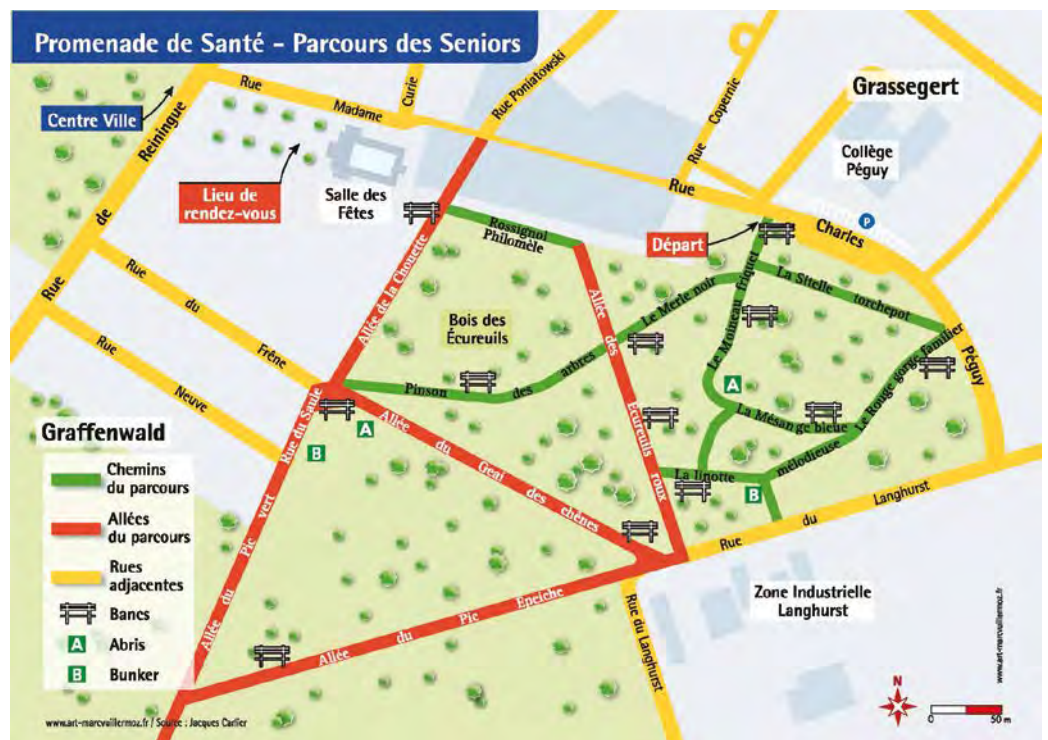 Promenade de Santé - Parcours des Seniors
Centre Ville
Rue de Reiningue
Rue Madame Curie
Rue Poniatowski
Rue Copernic
Grassegert
Collège
Péguy
Lieu de
rendez-vous
Salle des
Fêtes
P
Rue Charles Péguy
Départ
Rossignol
Philomèle
Allée de la Chouette
Allée des Ecureuils roux
Le Merle noir
Le Moineau friquet
La Sitelle torchepot
Bois des
Écureuils
Pinson des arbres
Rue du Frêne
Rue Neuve
Rue du Saule
A
Allée du Geai des chênes
B
A
La Mésange bleue
Le Rouge gorge familier
La linotte mélodieuse
B
Rue du Langhurst
Allée du Pic vert
Allée du Pic Epeiche
Rue du Langhurst
Zone Industrielle
Langhurst
Graffenwald
Chemins
du parcours
Allées
du parcours
Rues
adjacentes
Bancs
A Abris
B Bunker
www.art-marcvuillermoz.fr / Source : Jacques Carlier
www.art-marcvuillermoz.fr
N
0 50 m